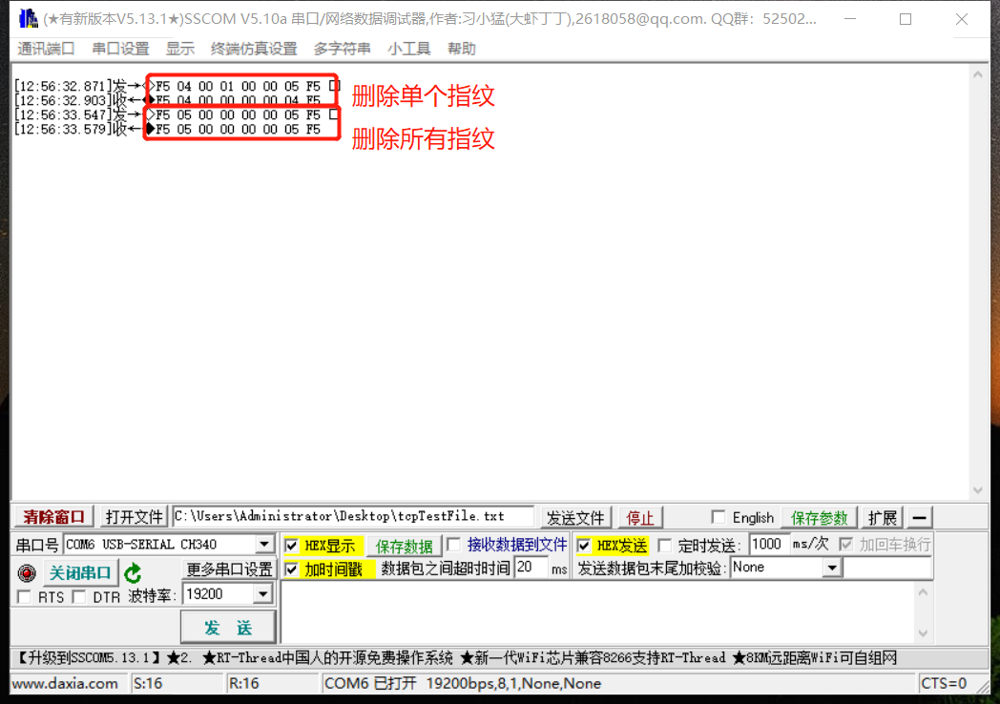 (★有新版本V5.13.1★)SSCOM V5.10a 串口/网络数据调试器,作者:习小猛(大虾丁丁),2618058@qq.com. QQ群: 52502...
通讯端口 串口设置 显示 终端仿真设置 多字符串 小工具 帮助
[12:56:32.871]发→◇F5 04 00 01 00 00 05 F5 □
[12:56:32.903]收←◆F5 04 00 00 00 00 04 F5
删除单个指纹
[12:56:33.547]发→◇F5 05 00 00 00 00 05 F5 □
[12:56:33.579]收←◆F5 05 00 00 00 00 05 F5
删除所有指纹
清除窗口 打开文件 C:\Users\Administrator\Desktop\tcpTestFile.txt 发送文件 停止 English 保存参数 扩展 —
串口号 COM6 USB-SERIAL CH340 HEX显示 保存数据 接收数据到文件 HEX发送 定时发送: 1000 ms/次 加回车换行
关闭串口 更多串口设置 加时间戳 数据包之间超时时间 20 ms 发送数据包末尾加校验: None
RTS DTR 波特率: 19200
发 送
【升级到SSCOM5.13.1】★2. ★RT-Thread中国人的开源免费操作系统 ★新一代WiFi芯片兼容8266支持RT-Thread ★8KM远距离WiFi可自组网
www.daxia.com S:16 R:16 COM6 已打开 19200bps,8,1,None,None CTS=0